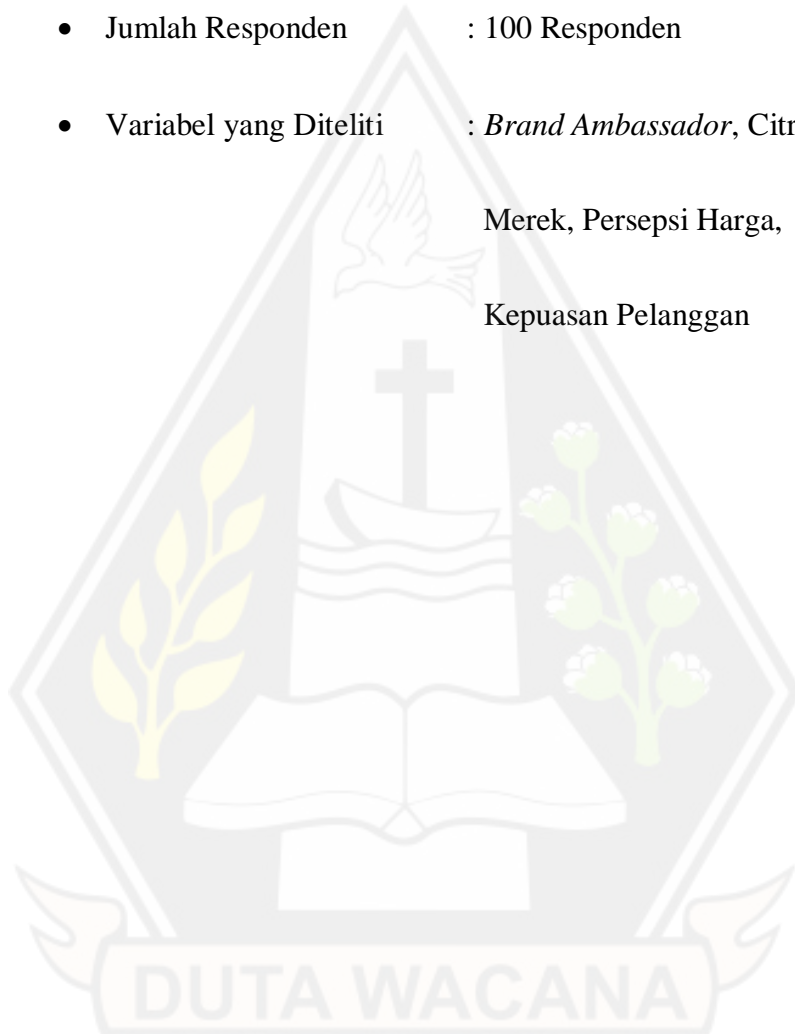 • Jumlah Responden : 100 Responden
• Variabel yang Diteliti : Brand Ambassador, Citr
Merek, Persepsi Harga,
Kepuasan Pelanggan
DUTA WACANA